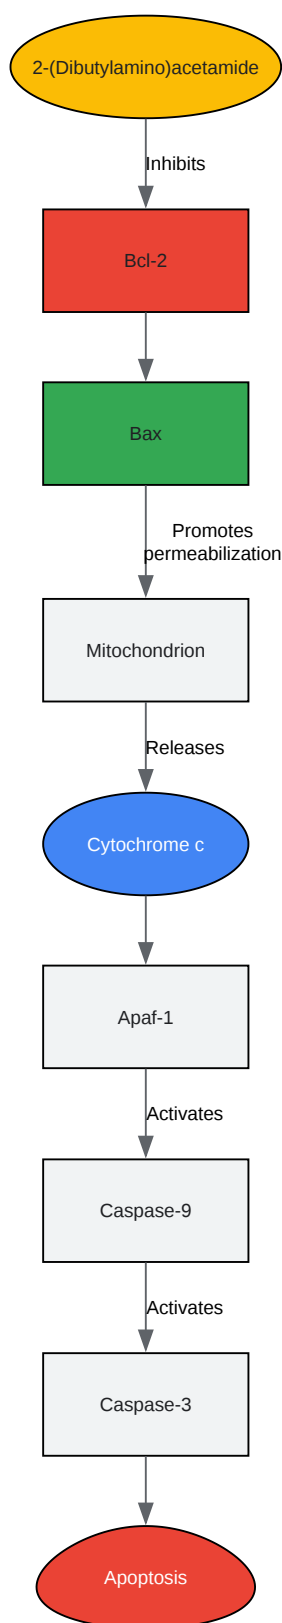 2-(Dibutylamino)acetamide
Inhibits
Bcl-2
Bax
Promotes
permeabilization
Mitochondrion
Releases
Cytochrome c
Apaf-1
Activates
Caspase-9
Activates
Caspase-3
Apoptosis